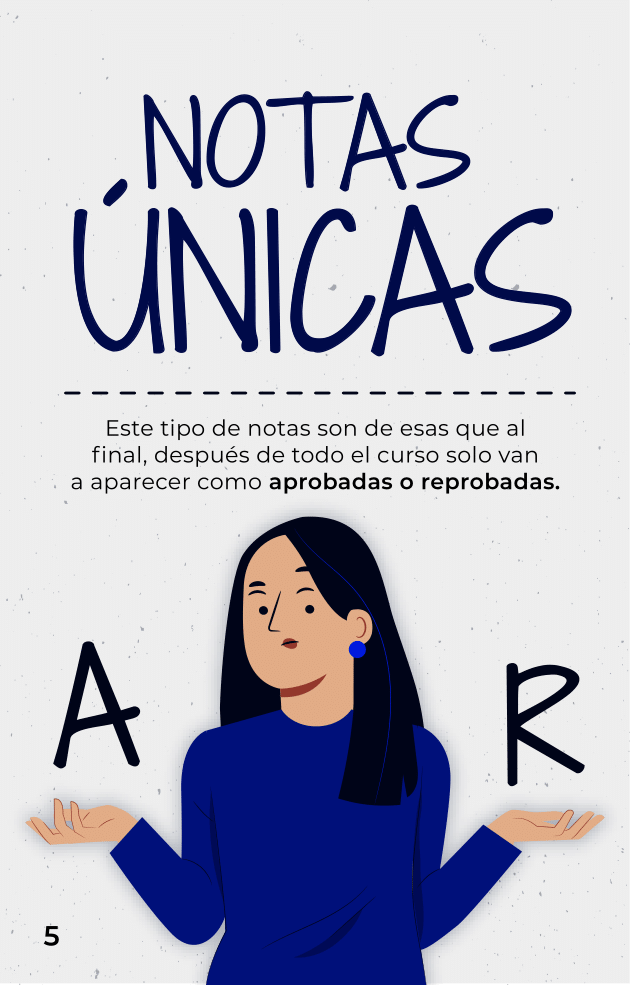 NOTAS
ÚNICAS
Este tipo de notas son de esas que al
final, después de todo el curso solo van
a aparecer como aprobadas o reprobadas.
A
R
5